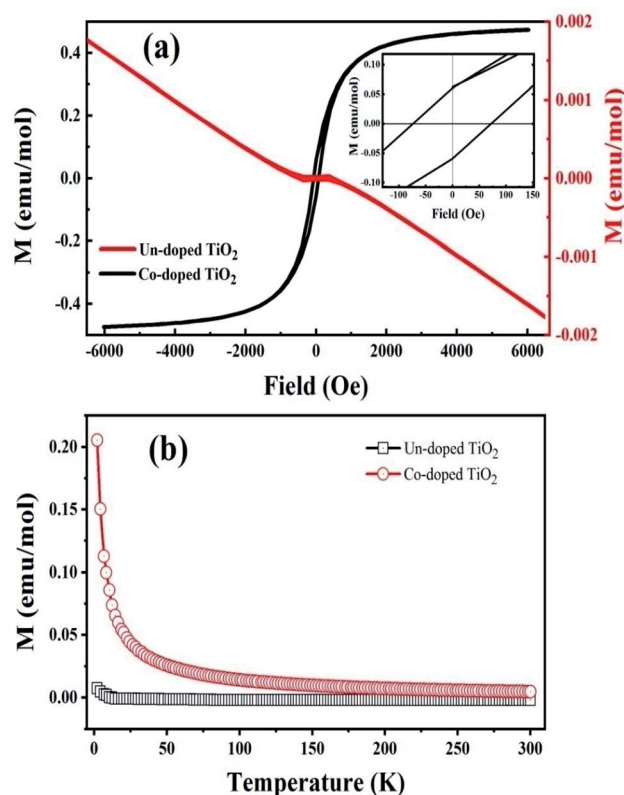 (a)
M (emu/mol)
0.4
0.2
0.0
-0.2
-0.4
Un-doped TiO2
Co-doped TiO2
M (emu/mol)
0.10
0.05
0.00
-0.05
-0.10
-100 -50 0 50 100 150
Field (Oe)
0.002
0.001
0.000
-0.001
-0.002
M (emu/mol)
-6000 -4000 -2000 0 2000 4000 6000
Field (Oe)
(b)
M (emu/mol)
0.20
0.15
0.10
0.05
0.00
Un-doped TiO2
Co-doped TiO2
0 50 100 150 200 250 300
Temperature (K)